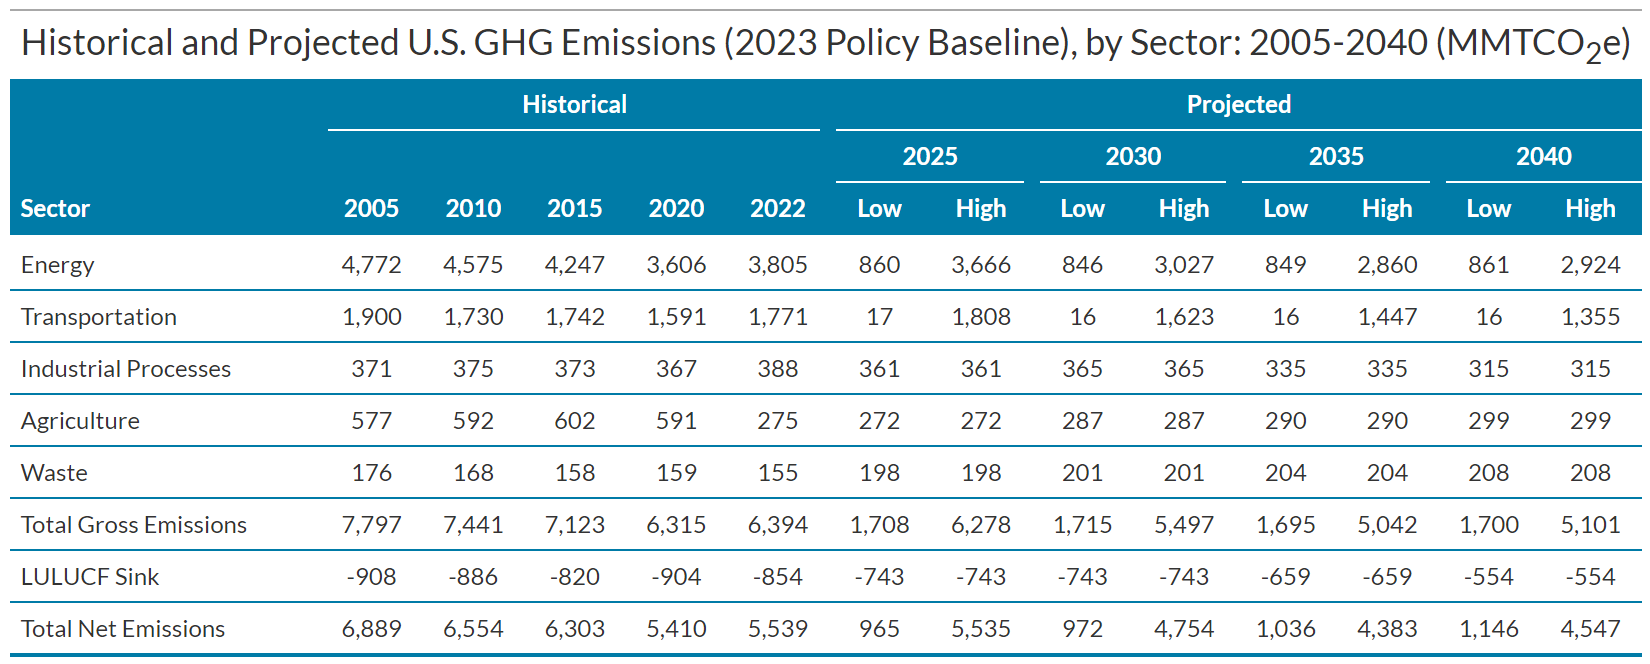 Historical and Projected U.S. GHG Emissions (2023 Policy Baseline), by Sector: 2005-2040 (MMTCO₂e)
Historical Projected
2025 2030 2035 2040
Sector 2005 2010 2015 2020 2022 Low High Low High Low High Low High
Energy 4,772 4,575 4,247 3,606 3,805 860 3,666 846 3,027 849 2,860 861 2,924
Transportation 1,900 1,730 1,742 1,591 1,771 17 1,808 16 1,623 16 1,447 16 1,355
Industrial Processes 371 375 373 367 388 361 361 365 365 335 335 315 315
Agriculture 577 592 602 591 275 272 272 287 287 290 290 299 299
Waste 176 168 158 159 155 198 198 201 201 204 204 208 208
Total Gross Emissions 7,797 7,441 7,123 6,315 6,394 1,708 6,278 1,715 5,497 1,695 5,042 1,700 5,101
LULUCF Sink -908 -886 -820 -904 -854 -743 -743 -743 -743 -659 -659 -554 -554
Total Net Emissions 6,889 6,554 6,303 5,410 5,539 965 5,535 972 4,754 1,036 4,383 1,146 4,547